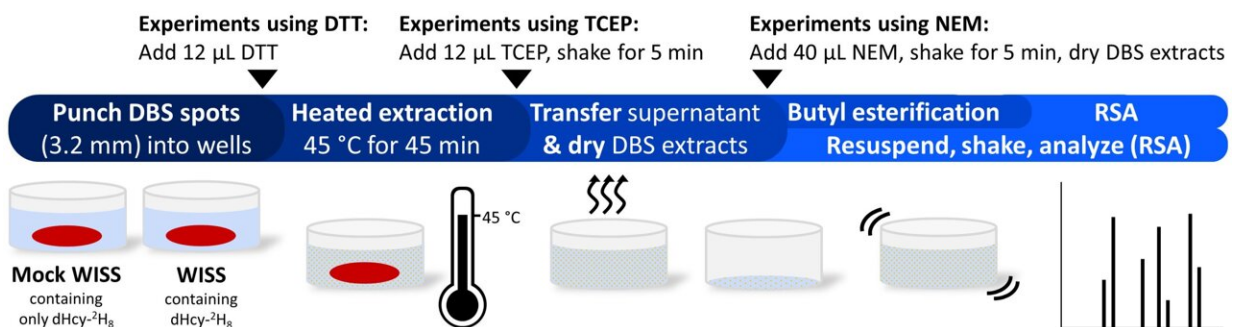 Experiments using DTT:
Add 12 µL DTT
Experiments using TCEP:
Add 12 µL TCEP, shake for 5 min
Experiments using NEM:
Add 40 µL NEM, shake for 5 min, dry DBS extracts
Punch DBS spots
(3.2 mm) into wells
Heated extraction
45 °C for 45 min
Transfer supernatant
& dry DBS extracts
Butyl esterification
RSA
Resuspend, shake, analyze (RSA)
45 °C
Mock WISS
containing
only dHcy-²H₈
WISS
containing
dHcy-²H₈